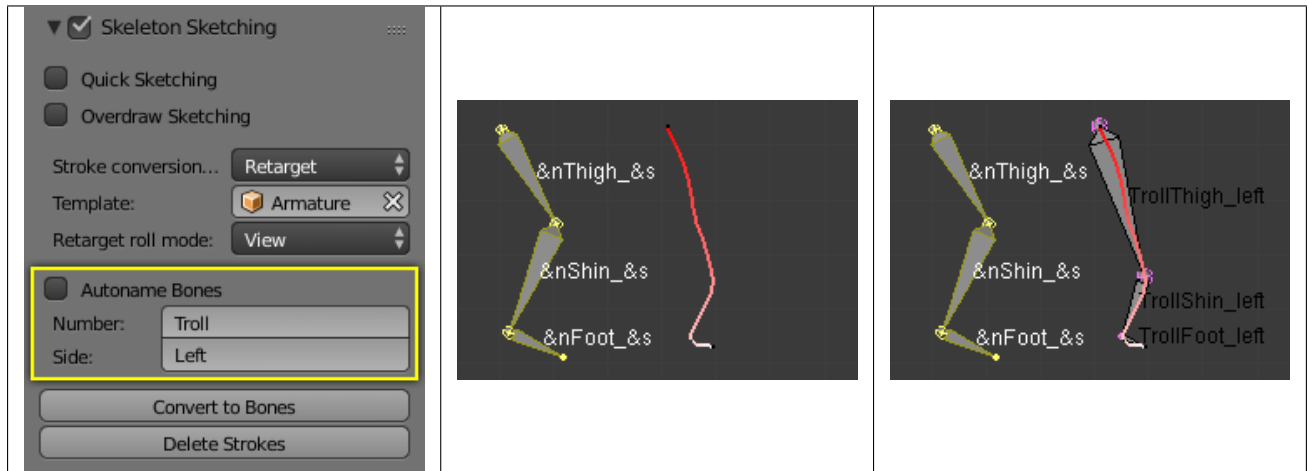 Skeleton Sketching
Quick Sketching
Overdraw Sketching
Stroke conversion... Retarget
Template: Armature
Retarget roll mode: View
Autoname Bones
Number: Troll
Side: Left
Convert to Bones
Delete Strokes
&nThigh_&s
&nShin_&s
&nFoot_&s
&nThigh_&s
TrollThigh_left
&nShin_&s
TrollShin_left
&nFoot_&s
TrollFoot_left